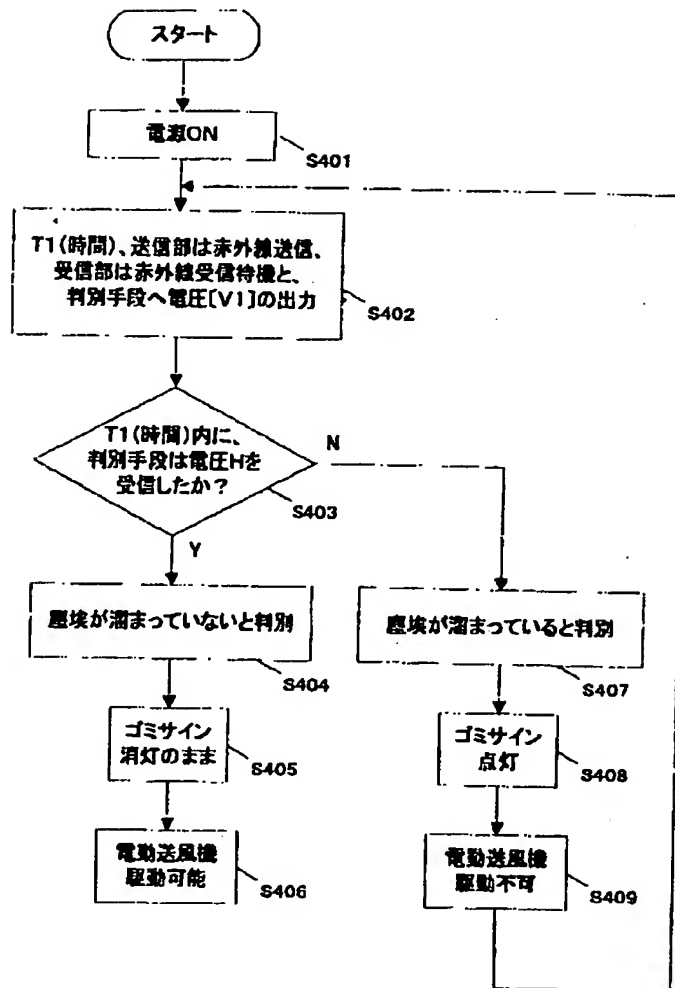 スタート
電源ON
S401
T1(時間)、送信部は赤外線送信、
受信部は赤外線受信待機と、
判別手段へ電圧[V1]の出力
S402
T1(時間)内に、
判別手段は電圧Hを
受信したか？
N
S403
Y
塵埃が溜まっていないと判別
S404
塵埃が溜まっていると判別
S407
ゴミサイン
消灯のまま
S405
ゴミサイン
点灯
S408
電動送風機
駆動可能
S406
電動送風機
駆動不可
S409